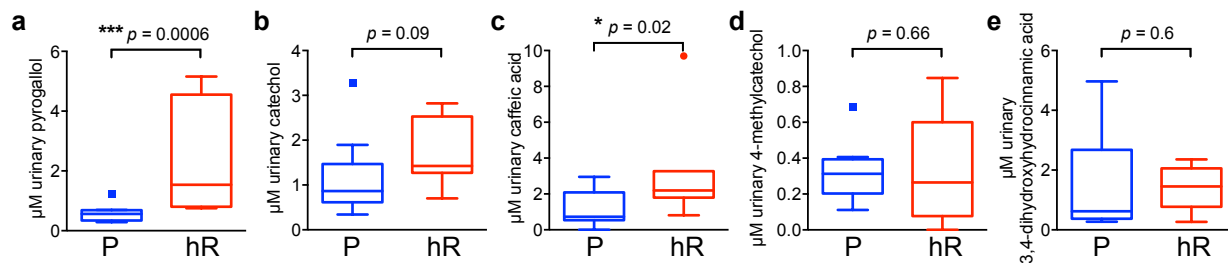 a
*** p = 0.0006
µM urinary pyrogallol
6
4
2
0
P hR
b
p = 0.09
µM urinary catechol
4
3
2
1
0
P hR
c
* p = 0.02
µM urinary caffeic acid
10
8
6
4
2
0
P hR
d
p = 0.66
µM urinary 4-methylcatechol
1.0
0.8
0.6
0.4
0.2
0.0
P hR
e
p = 0.6
µM urinary
3,4-dihydroxyhydrocinnamic acid
6
4
2
0
P hR